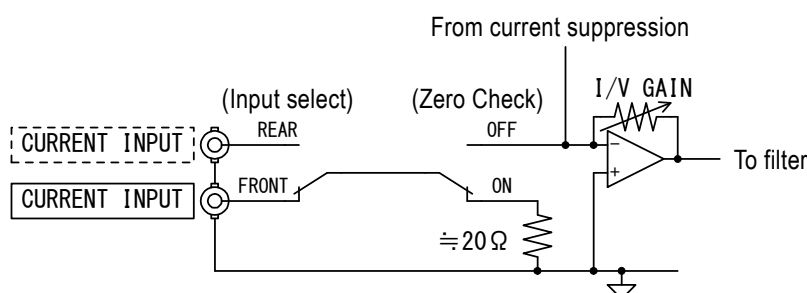 From current suppression
I/V GAIN
(Input select)
(Zero Check)
CURRENT INPUT
REAR
OFF
−
To filter
CURRENT INPUT
FRONT
ON
+
≒20Ω